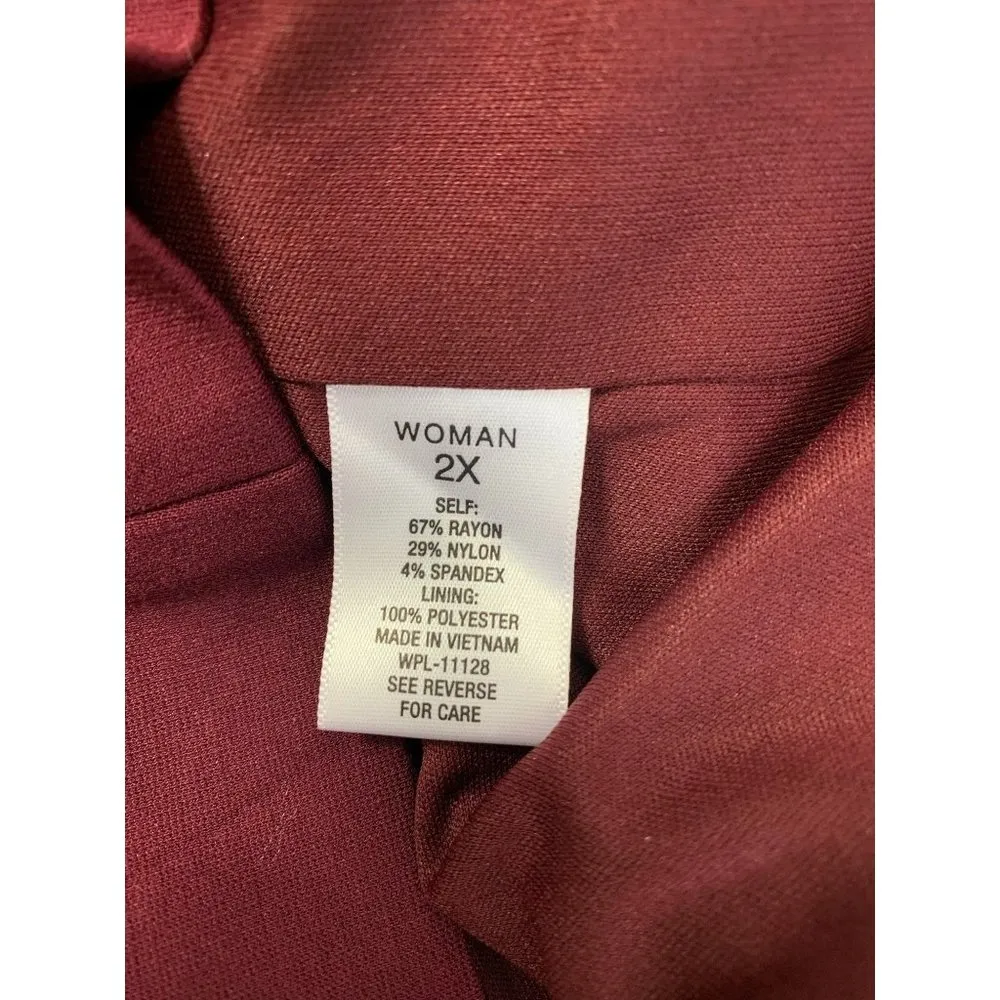 WOMAN
2X
SELF:
67% RAYON
29% NYLON
4% SPANDEX
LINING:
100% POLYESTER
MADE IN VIETNAM
WPL-11128
SEE REVERSE
FOR CARE